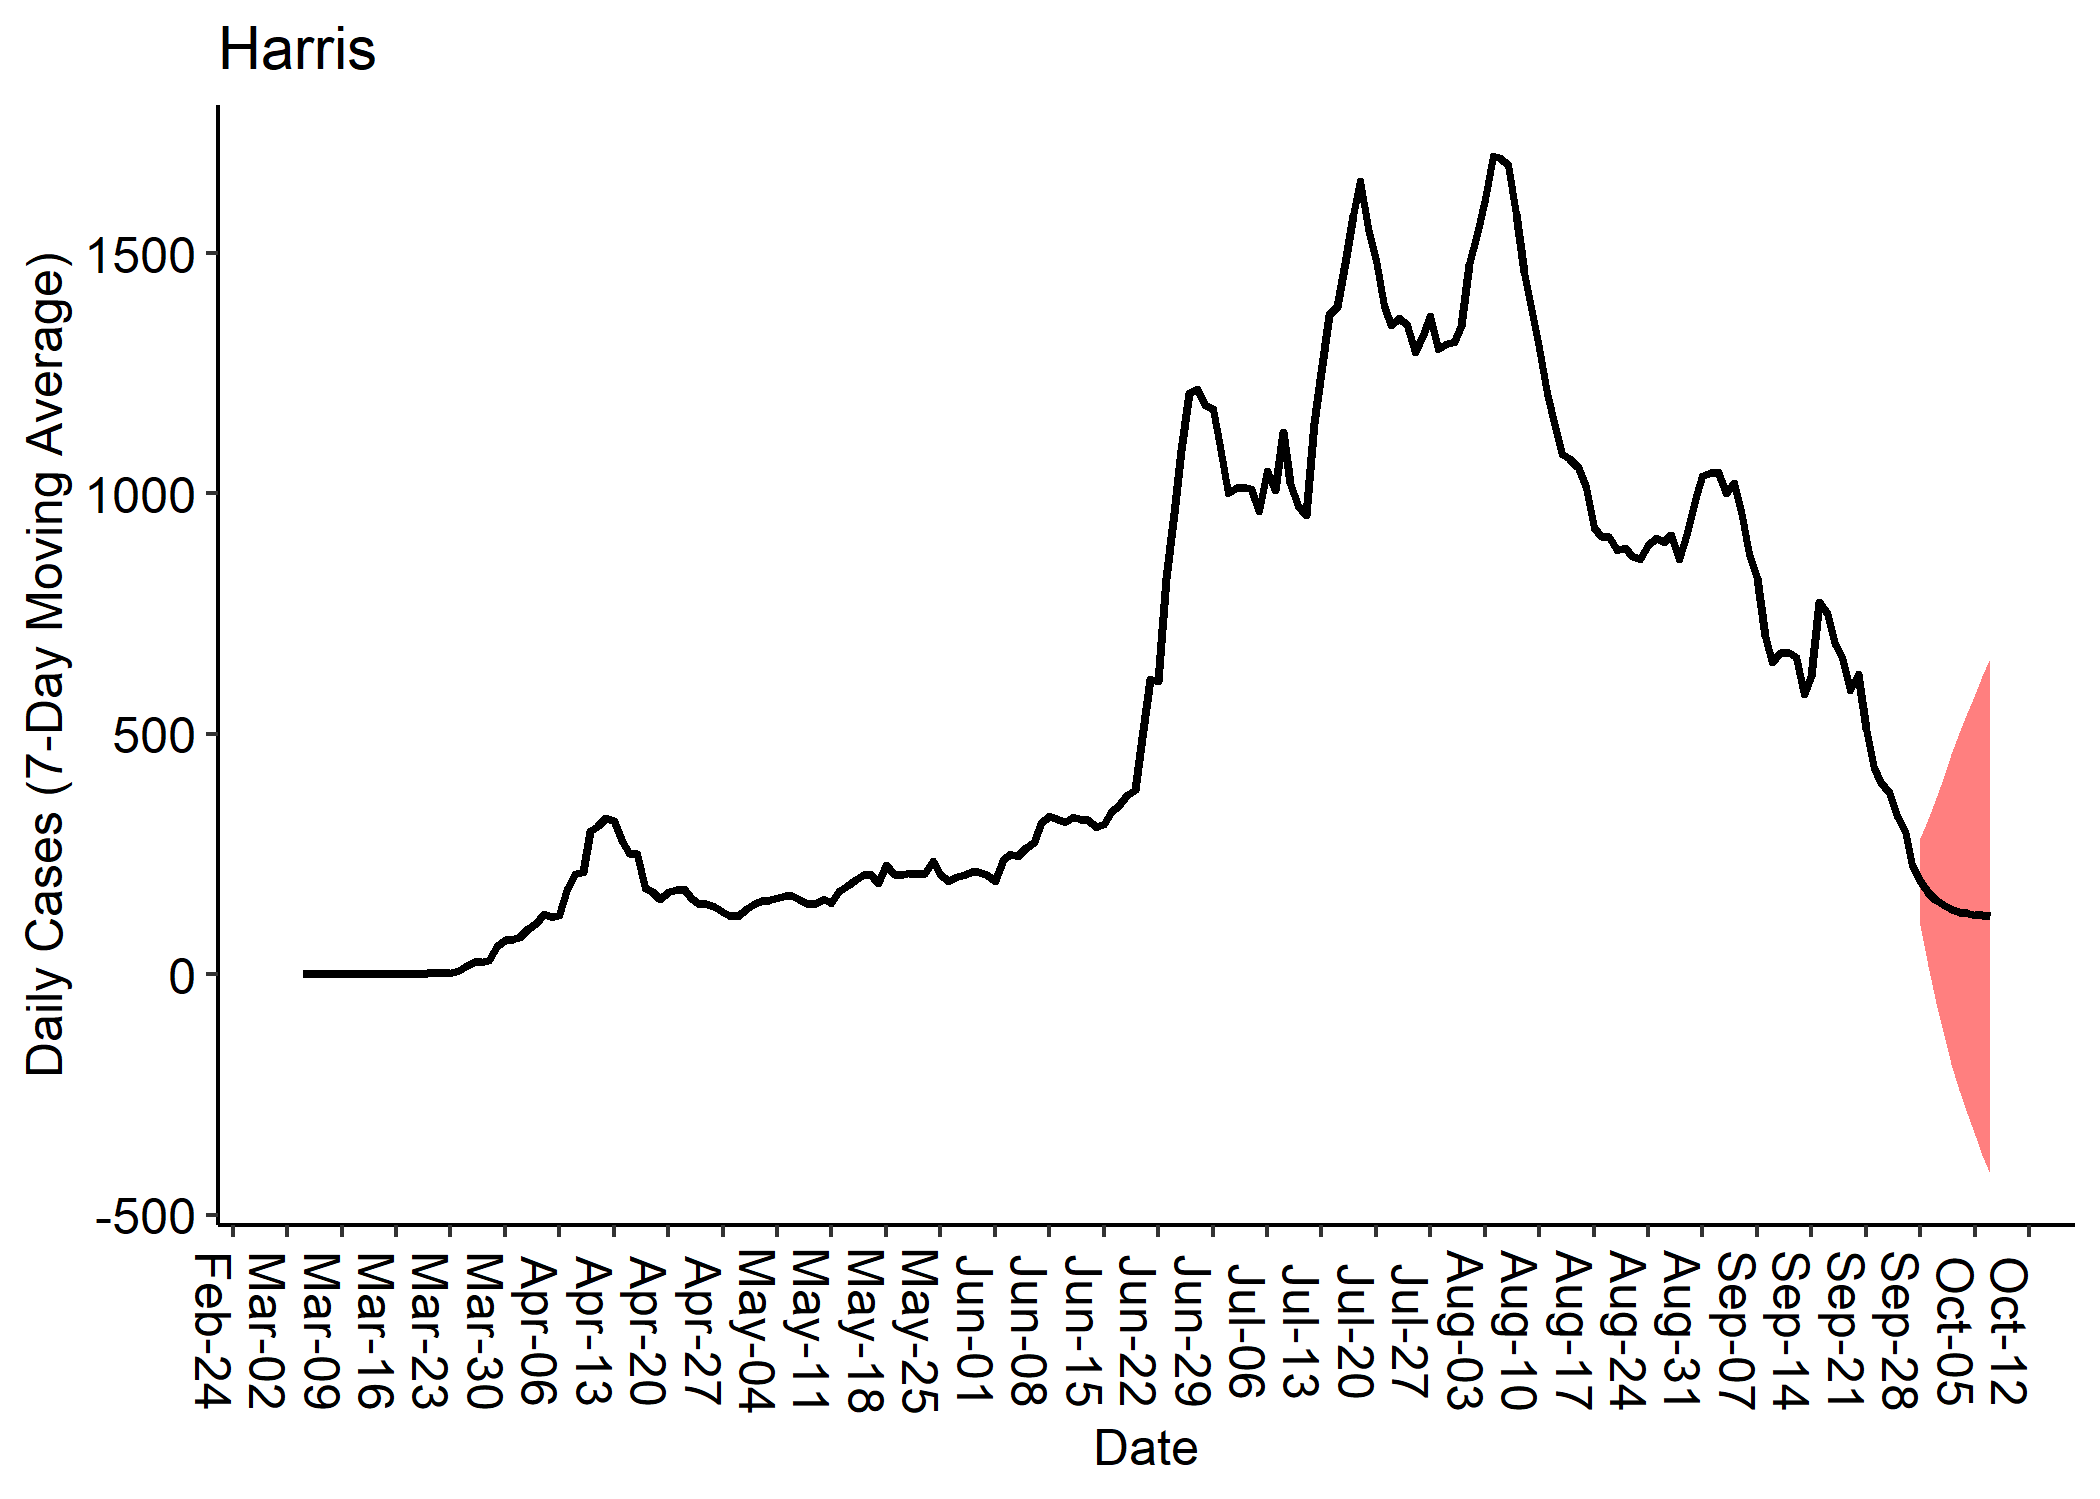 Harris
Daily Cases (7-Day Moving Average)
1500
1000
500
0
-500
Feb-24
Mar-02
Mar-09
Mar-16
Mar-23
Mar-30
Apr-06
Apr-13
Apr-20
Apr-27
May-04
May-11
May-18
May-25
Jun-01
Jun-08
Jun-15
Jun-22
Jun-29
Jul-06
Jul-13
Jul-20
Jul-27
Aug-03
Aug-10
Aug-17
Aug-24
Aug-31
Sep-07
Sep-14
Sep-21
Sep-28
Oct-05
Oct-12
Date